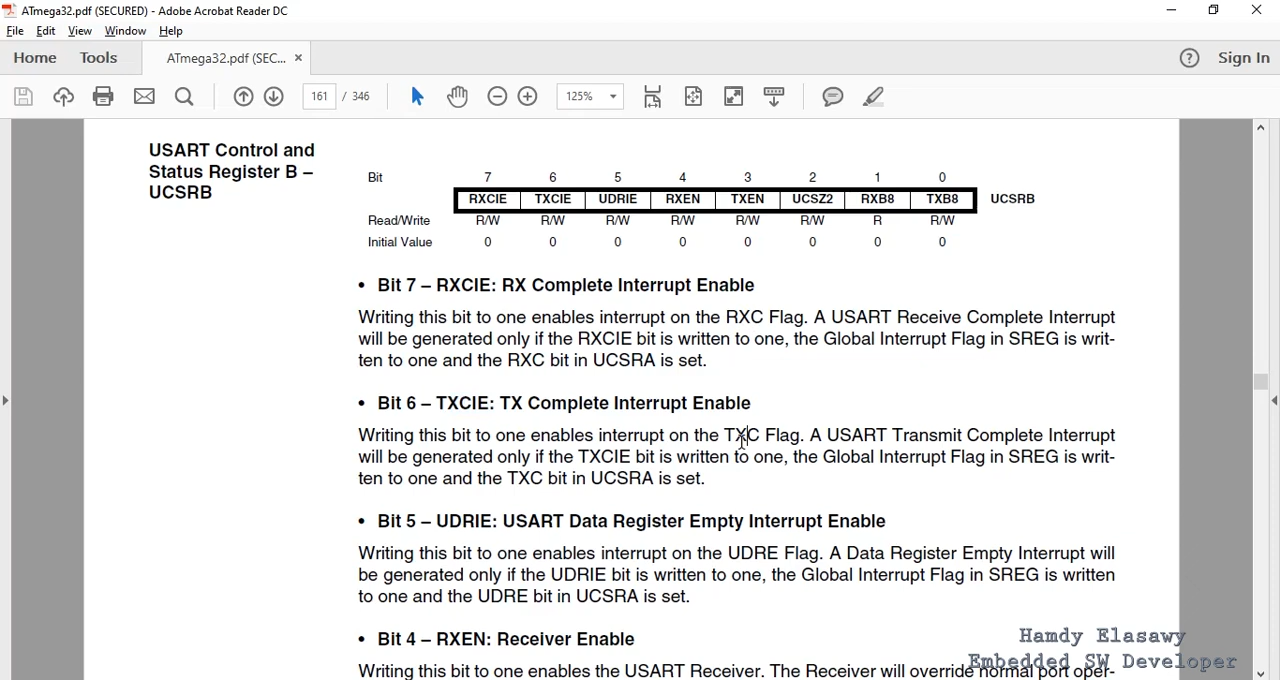 ATmega32.pdf (SECURED) - Adobe Acrobat Reader DC
File Edit View Window Help
Home Tools ATmega32.pdf (SEC... × ? Sign In
161 / 346 125%
USART Control and
Status Register B –
UCSRB
Bit 7 6 5 4 3 2 1 0
RXCIE TXCIE UDRIE RXEN TXEN UCSZ2 RXB8 TXB8 UCSRB
Read/Write R/W R/W R/W R/W R/W R/W R R/W
Initial Value 0 0 0 0 0 0 0 0
• Bit 7 – RXCIE: RX Complete Interrupt Enable
Writing this bit to one enables interrupt on the RXC Flag. A USART Receive Complete Interrupt
will be generated only if the RXCIE bit is written to one, the Global Interrupt Flag in SREG is writ-
ten to one and the RXC bit in UCSRA is set.
• Bit 6 – TXCIE: TX Complete Interrupt Enable
Writing this bit to one enables interrupt on the TXC Flag. A USART Transmit Complete Interrupt
will be generated only if the TXCIE bit is written to one, the Global Interrupt Flag in SREG is writ-
ten to one and the TXC bit in UCSRA is set.
• Bit 5 – UDRIE: USART Data Register Empty Interrupt Enable
Writing this bit to one enables interrupt on the UDRE Flag. A Data Register Empty Interrupt will
be generated only if the UDRIE bit is written to one, the Global Interrupt Flag in SREG is written
to one and the UDRE bit in UCSRA is set.
• Bit 4 – RXEN: Receiver Enable
Writing this bit to one enables the USART Receiver. The Receiver will override normal port oper-
Hamdy Elasawy
Embedded SW Developer